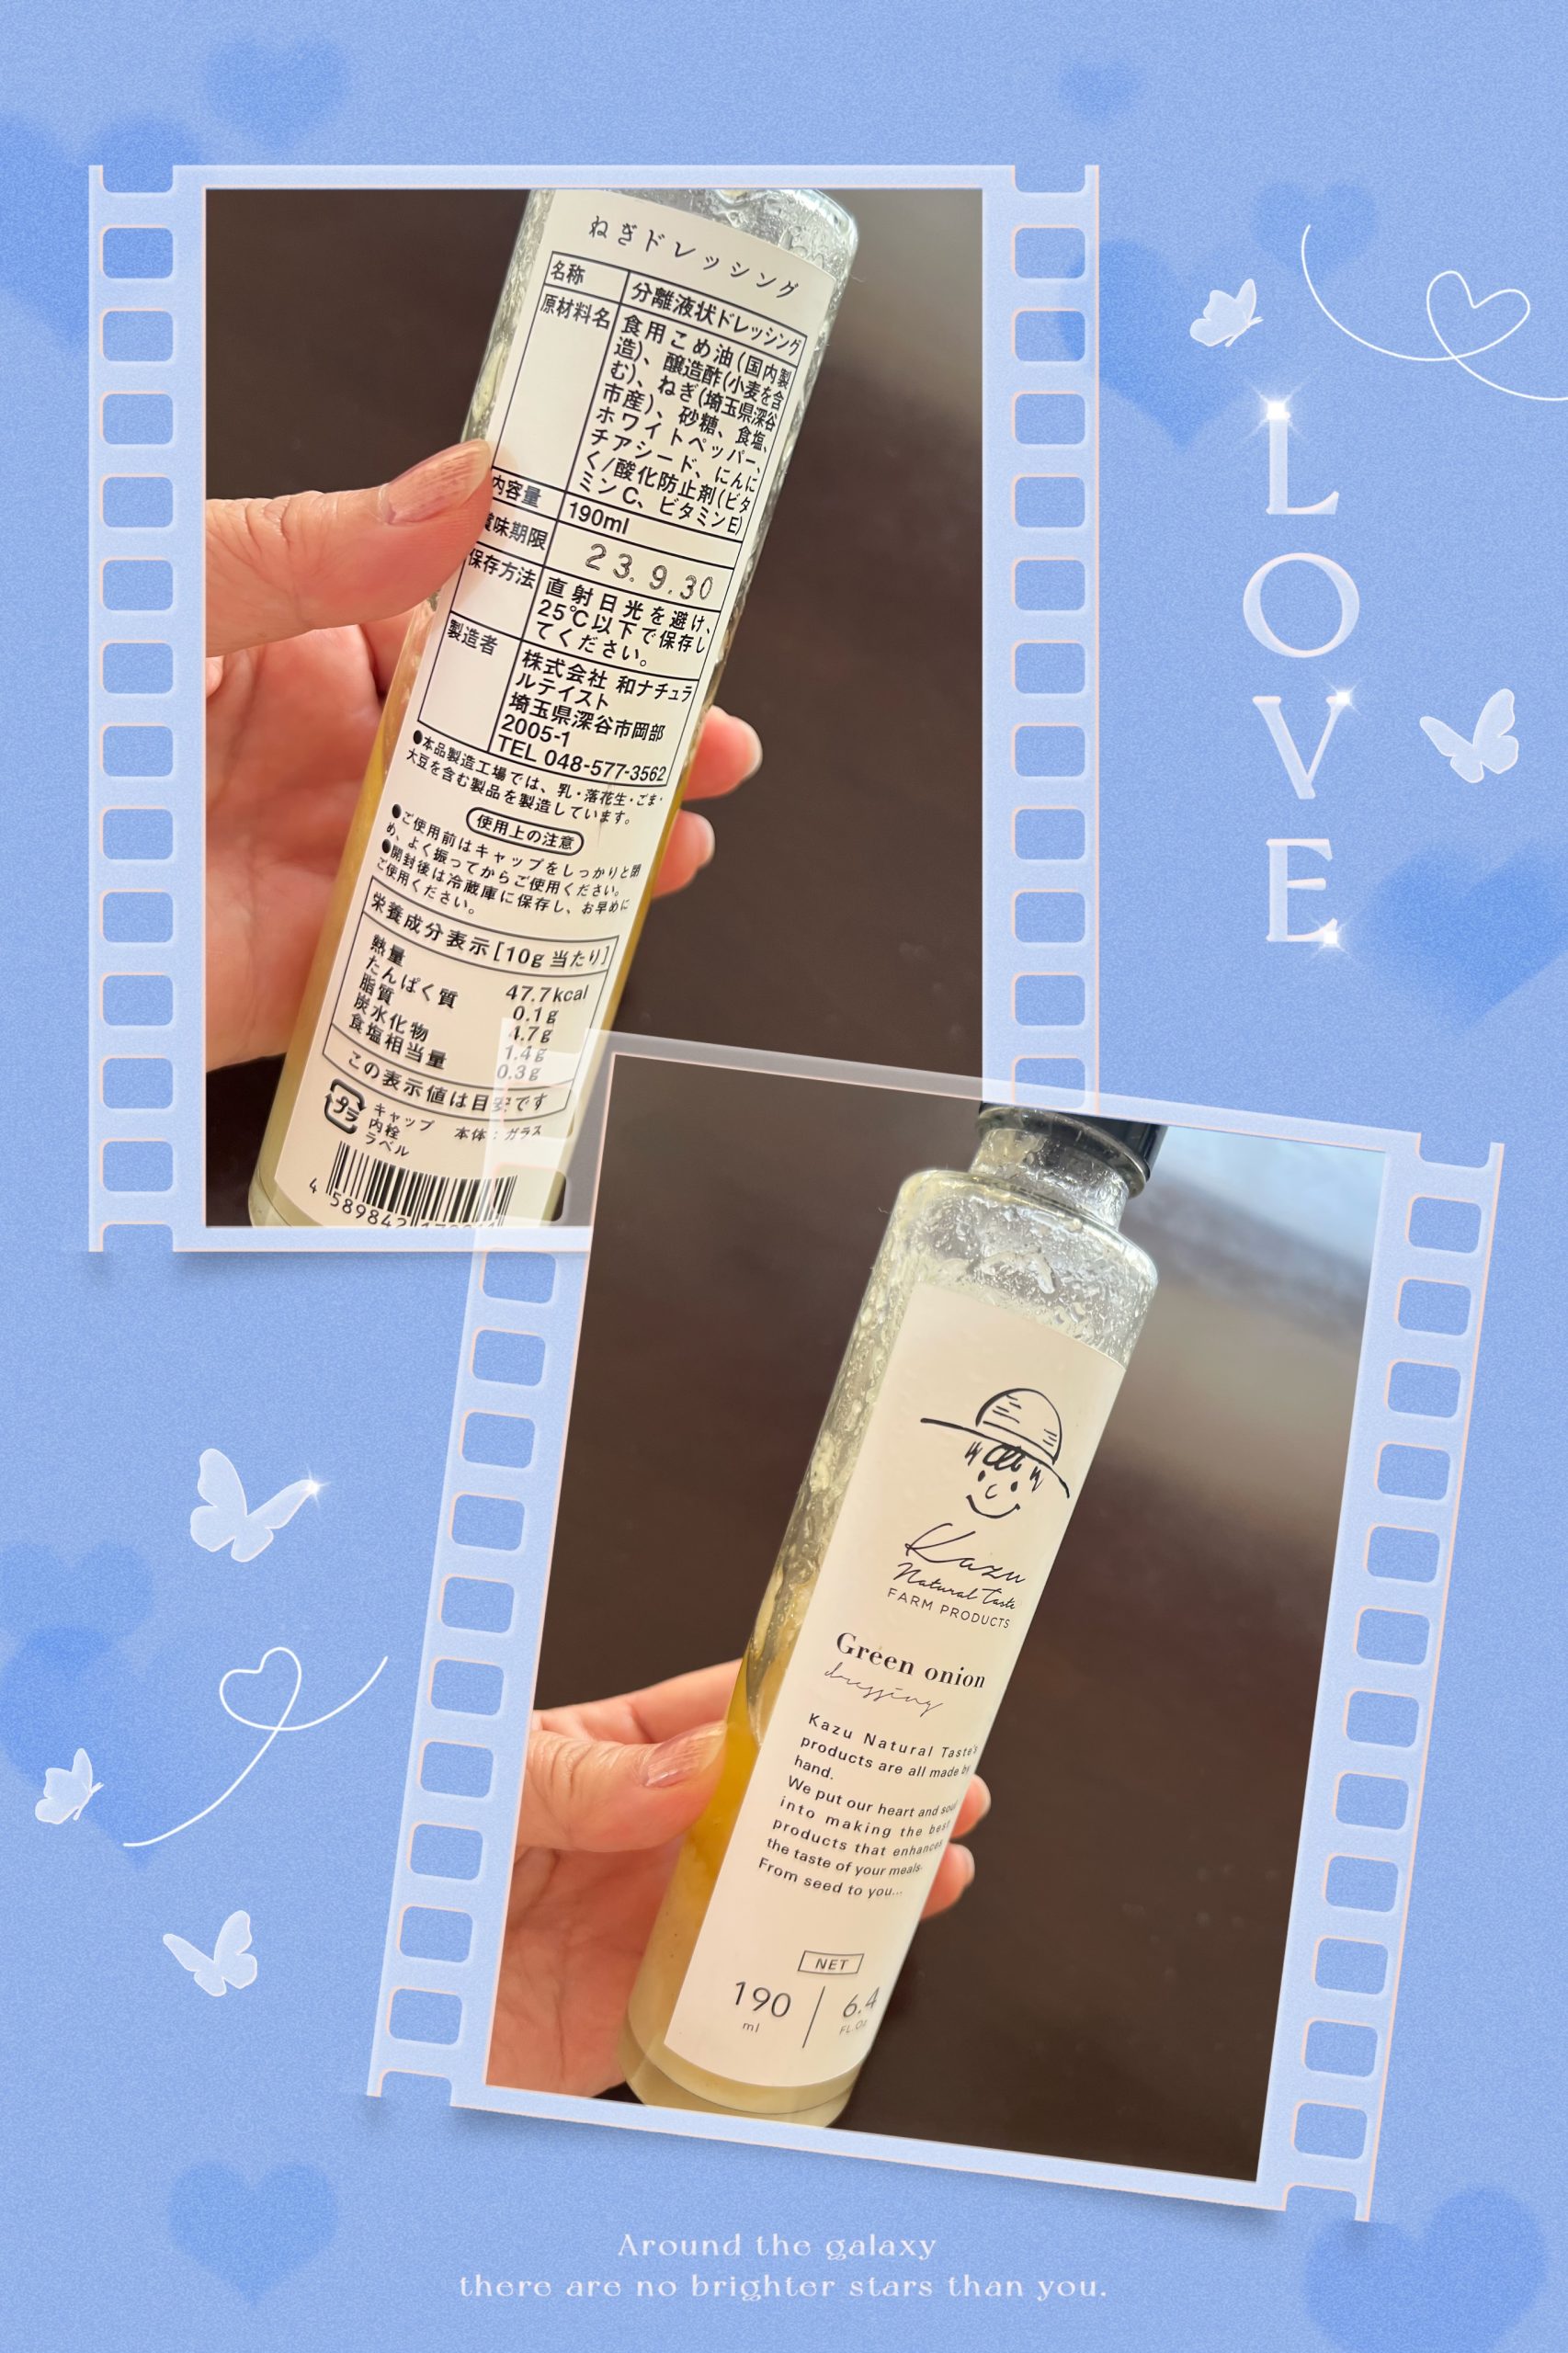 ねぎドレッシング
名称 分離液状ドレッシング
原材料名 食用こめ油(国内製
造)、醸造酢(小麦を含
む)、ねぎ(埼玉県深谷
市産)、砂糖、食塩、
ホワイトペッパー、
チアシード、にんに
く/酸化防止剤(ビタ
ミンC、ビタミンE)
内容量 190ml
賞味期限 23.9.30
保存方法 直射日光を避け、
25℃以下で保存し
てください。
製造者 株式会社 和ナチュラ
ルテイスト
埼玉県深谷市岡部
2005-1
TEL 048-577-3562
●本品製造工場では、乳・落花生・ごま・
大豆を含む製品を製造しています。
使用上の注意
●ご使用前はキャップをしっかりと閉
め、よく振ってからご使用ください。
●開封後は冷蔵庫に保存し、お早めに
ご使用ください。
栄養成分表示[10g当たり]
熱量 47.7kcal
たんぱく質 0.1g
脂質 4.7g
炭水化物 1.4g
食塩相当量 0.3g
この表示値は目安です
プラ
キャップ
内栓
ラベル
本体:ガラス
4 589842
LOVE
Kazu
Natural Taste
FARM PRODUCTS
Green onion
dressing
Kazu Natural Taste's
products are all made by
hand.
We put our heart and soul
into making the best
products that enhance
the taste of your meals.
From seed to you...
NET
190 6.4
ml FL.OZ
Around the galaxy
there are no brighter stars than you.